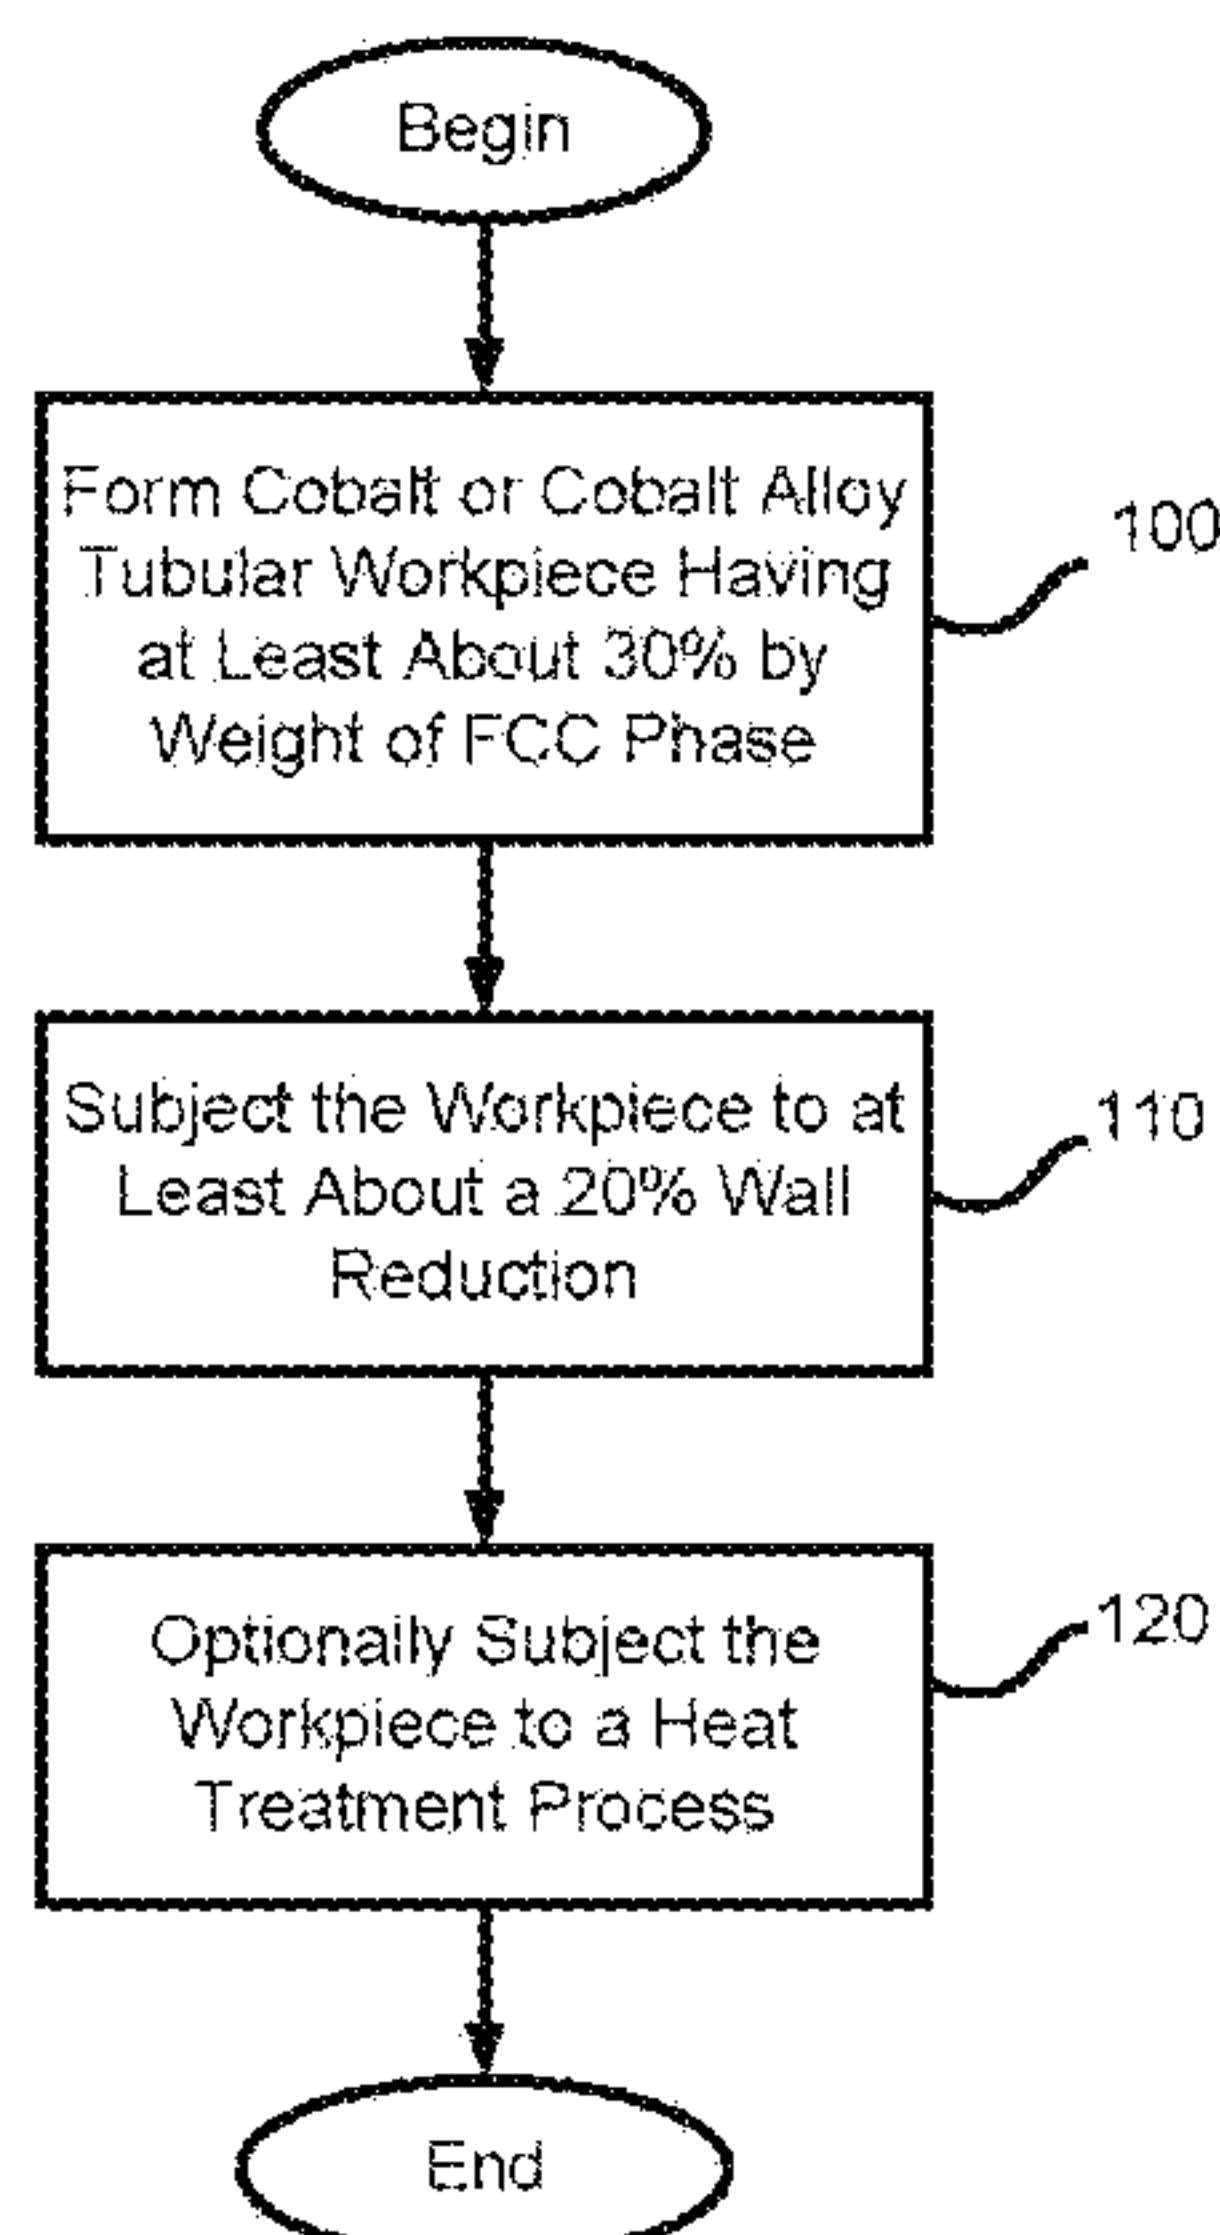 Begin
Form Cobalt or Cobalt Alloy
Tubular Workpiece Having
at Least About 30% by
Weight of FCC Phase
100
Subject the Workpiece to at
Least About a 20% Wall
Reduction
110
Optionally Subject the
Workpiece to a Heat
Treatment Process
120
End